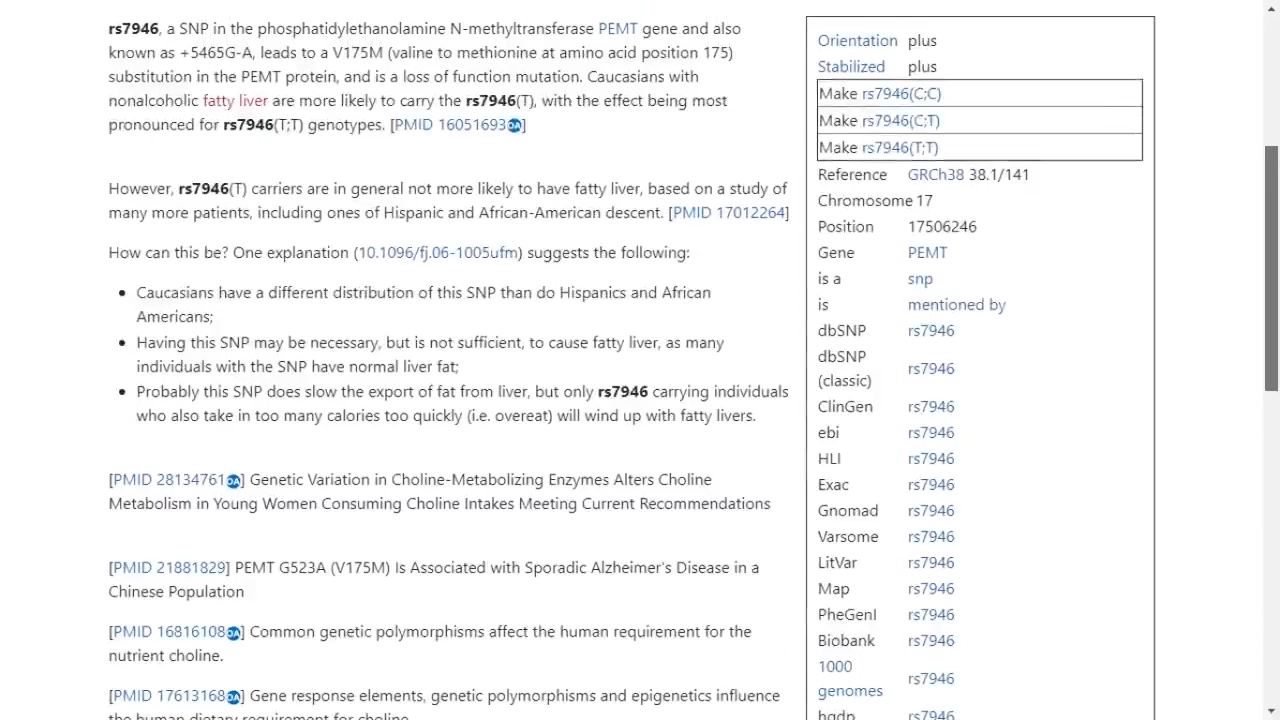 rs7946, a SNP in the phosphatidylethanolamine N-methyltransferase PEMT gene and also
known as +5465G-A, leads to a V175M (valine to methionine at amino acid position 175)
substitution in the PEMT protein, and is a loss of function mutation. Caucasians with
nonalcoholic fatty liver are more likely to carry the rs7946(T), with the effect being most
pronounced for rs7946(T;T) genotypes. [PMID 16051693OA]
However, rs7946(T) carriers are in general not more likely to have fatty liver, based on a study of
many more patients, including ones of Hispanic and African-American descent. [PMID 17012264]
How can this be? One explanation (10.1096/fj.06-1005ufm) suggests the following:
• Caucasians have a different distribution of this SNP than do Hispanics and African
Americans;
• Having this SNP may be necessary, but is not sufficient, to cause fatty liver, as many
individuals with the SNP have normal liver fat;
• Probably this SNP does slow the export of fat from liver, but only rs7946 carrying individuals
who also take in too many calories too quickly (i.e. overeat) will wind up with fatty livers.
[PMID 28134761OA] Genetic Variation in Choline-Metabolizing Enzymes Alters Choline
Metabolism in Young Women Consuming Choline Intakes Meeting Current Recommendations
[PMID 21881829] PEMT G523A (V175M) Is Associated with Sporadic Alzheimer's Disease in a
Chinese Population
[PMID 16816108OA] Common genetic polymorphisms affect the human requirement for the
nutrient choline.
[PMID 17613168OA] Gene response elements, genetic polymorphisms and epigenetics influence
the human dietary requirement for choline
Orientation plus
Stabilized plus
Make rs7946(C;C)
Make rs7946(C;T)
Make rs7946(T;T)
Reference GRCh38 38.1/141
Chromosome 17
Position 17506246
Gene PEMT
is a snp
is mentioned by
dbSNP rs7946
dbSNP
(classic) rs7946
ClinGen rs7946
ebi rs7946
HLI rs7946
Exac rs7946
Gnomad rs7946
Varsome rs7946
LitVar rs7946
Map rs7946
PheGenI rs7946
Biobank rs7946
1000
genomes rs7946
hgdp rs7946